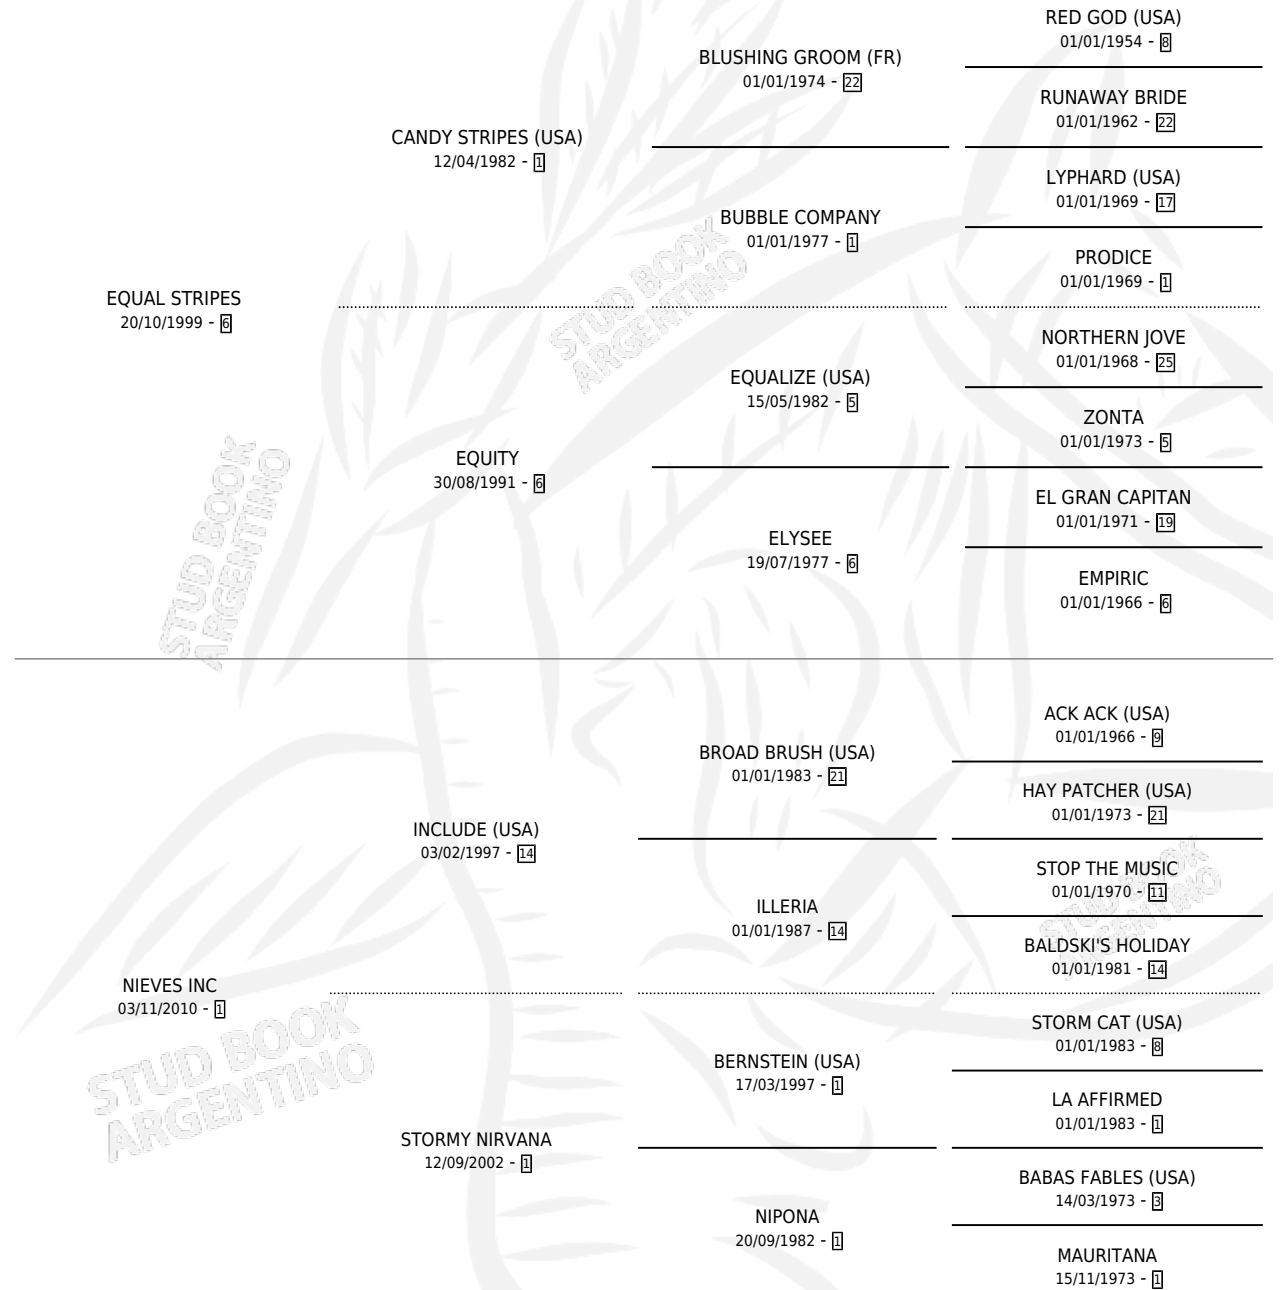 RED GOD (USA)
01/01/1954 - 8
BLUSHING GROOM (FR)
01/01/1974 - 22
RUNAWAY BRIDE
01/01/1962 - 22
CANDY STRIPES (USA)
12/04/1982 - 1
LYPHARD (USA)
01/01/1969 - 17
BUBBLE COMPANY
01/01/1977 - 1
PRODICE
01/01/1969 - 1
EQUAL STRIPES
20/10/1999 - 6
STUD BOOK
ARGENTINO
NORTHERN JOVE
01/01/1968 - 25
EQUALIZE (USA)
15/05/1982 - 5
ZONTA
01/01/1973 - 5
EQUITY
30/08/1991 - 6
EL GRAN CAPITAN
01/01/1971 - 19
ELYSEE
19/07/1977 - 6
EMPIRIC
01/01/1966 - 6
STUD BOOK
ARGENTINO
ACK ACK (USA)
01/01/1966 - 9
BROAD BRUSH (USA)
01/01/1983 - 21
HAY PATCHER (USA)
01/01/1973 - 21
INCLUDE (USA)
03/02/1997 - 14
STOP THE MUSIC
01/01/1970 - 11
STUD BOOK
ARGENTINO
ILLERIA
01/01/1987 - 14
BALDSKI'S HOLIDAY
01/01/1981 - 14
NIEVES INC
03/11/2010 - 1
STUD BOOK
ARGENTINO
STORM CAT (USA)
01/01/1983 - 8
BERNSTEIN (USA)
17/03/1997 - 1
LA AFFIRMED
01/01/1983 - 1
STORMY NIRVANA
12/09/2002 - 1
BABAS FABLES (USA)
14/03/1973 - 3
NIPONA
20/09/1982 - 1
MAURITANA
15/11/1973 - 1